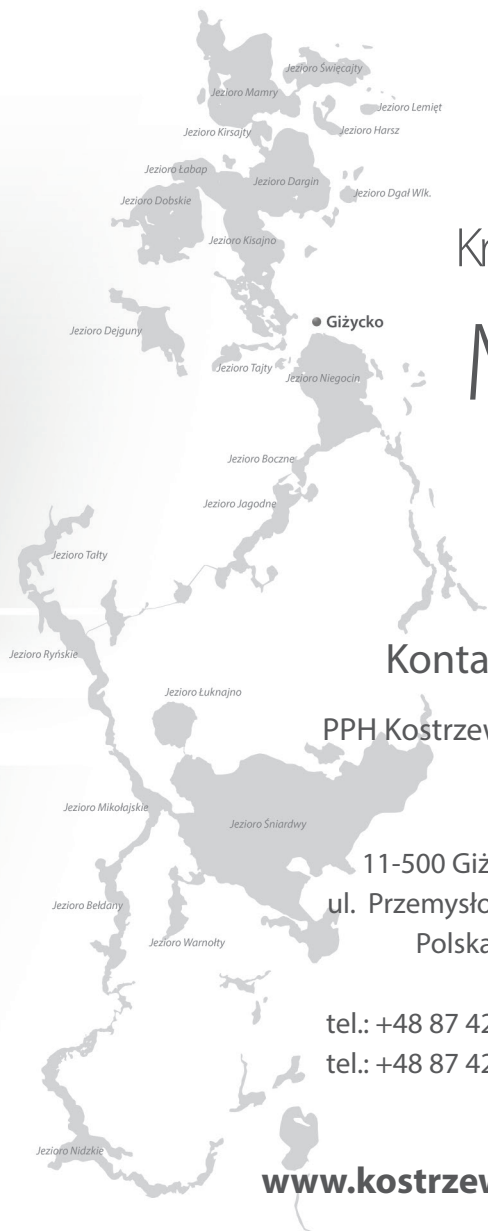 Jezioro Święcajty
Jezioro Mamry
Jezioro Lemięt
Jezioro Kirsajty
Jezioro Harsz
Jezioro Łabap
Jezioro Dargin
Jezioro Dgał Wlk.
Jezioro Dobskie
Jezioro Kisajno
Giżycko
Jezioro Dejguny
Jezioro Tajty
Jezioro Niegocin
Jezioro Boczne
Jezioro Jagodne
Jezioro Tałty
Jezioro Ryńskie
Jezioro Łuknajno
Jezioro Mikołajskie
Jezioro Śniardwy
Jezioro Bełdany
Jezioro Warnołty
Jezioro Nidzkie
Konta
PPH Kostrzew
11-500 Giż
ul. Przemysło
Polska
tel.: +48 87 42
tel.: +48 87 42
www.kostrzew